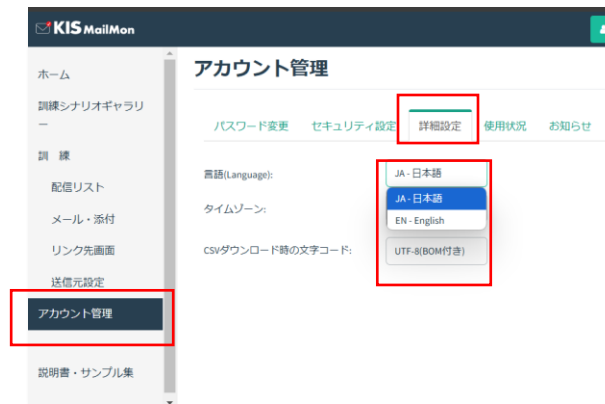 KIS MailMon
ホーム
訓練シナリオギャラリ
ー
訓 練
配信リスト
メール・添付
リンク先画面
送信元設定
アカウント管理
説明書・サンプル集
アカウント管理
パスワード変更 セキュリティ設定 詳細設定 使用状況 お知らせ
言語(Language): JA - 日本語
JA - 日本語
EN - English
タイムゾーン:
CSVダウンロード時の文字コード: UTF-8(BOM付き)